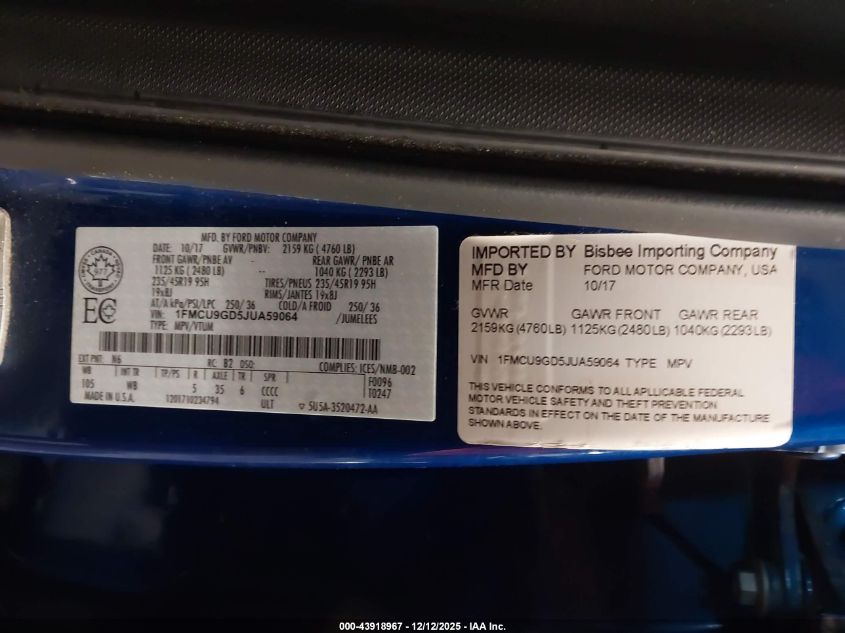 MFD. BY FORD MOTOR COMPANY
DATE: 10/17 GVWR/PNBV: 2159 KG ( 4760 LB)
FRONT GAWR/PNBE AV -- REAR GAWR/ PNBE AR
1125 KG ( 2480 LB) 1040 KG ( 2293 LB)
235/45R19 95H TIRES/PNEUS 235/45R19 95H
19x8J RIMS/JANTES 19x8J
AT/A kPa/PSI/LPC 250/ 36 COLD/A FROID 250/ 36
VIN: 1FMCU9GD5JUA59064 /JUMELEES
TYPE: MPV/VTUM
EC
EXT PNT: N6 RC: B2 DSO: COMPLIES: ICES/NMB-002
WB INT TR TP/PS R AXLE TR SPR F0096
105 WB 5 35 6 CCCC T0247
MADE IN U.S.A. 1201710234794 ULT 5U5A-3520472-AA
IMPORTED BY Bisbee Importing Company
MFD BY FORD MOTOR COMPANY, USA
MFR Date 10/17
GVWR GAWR FRONT GAWR REAR
2159KG (4760LB) 1125KG (2480LB) 1040KG (2293LB)
VIN 1FMCU9GD5JUA59064 TYPE MPV
THIS VEHICLE CONFORMS TO ALL APLLICABLE FEDERAL
MOTOR VEHICLE SAFETY AND THEFT PREVENTION
STANDARDS IN EFFECT ON THE DATE OF MANUFACTURE
SHOWN ABOVE.
000-43918967 - 12/12/2025 - IAA Inc.